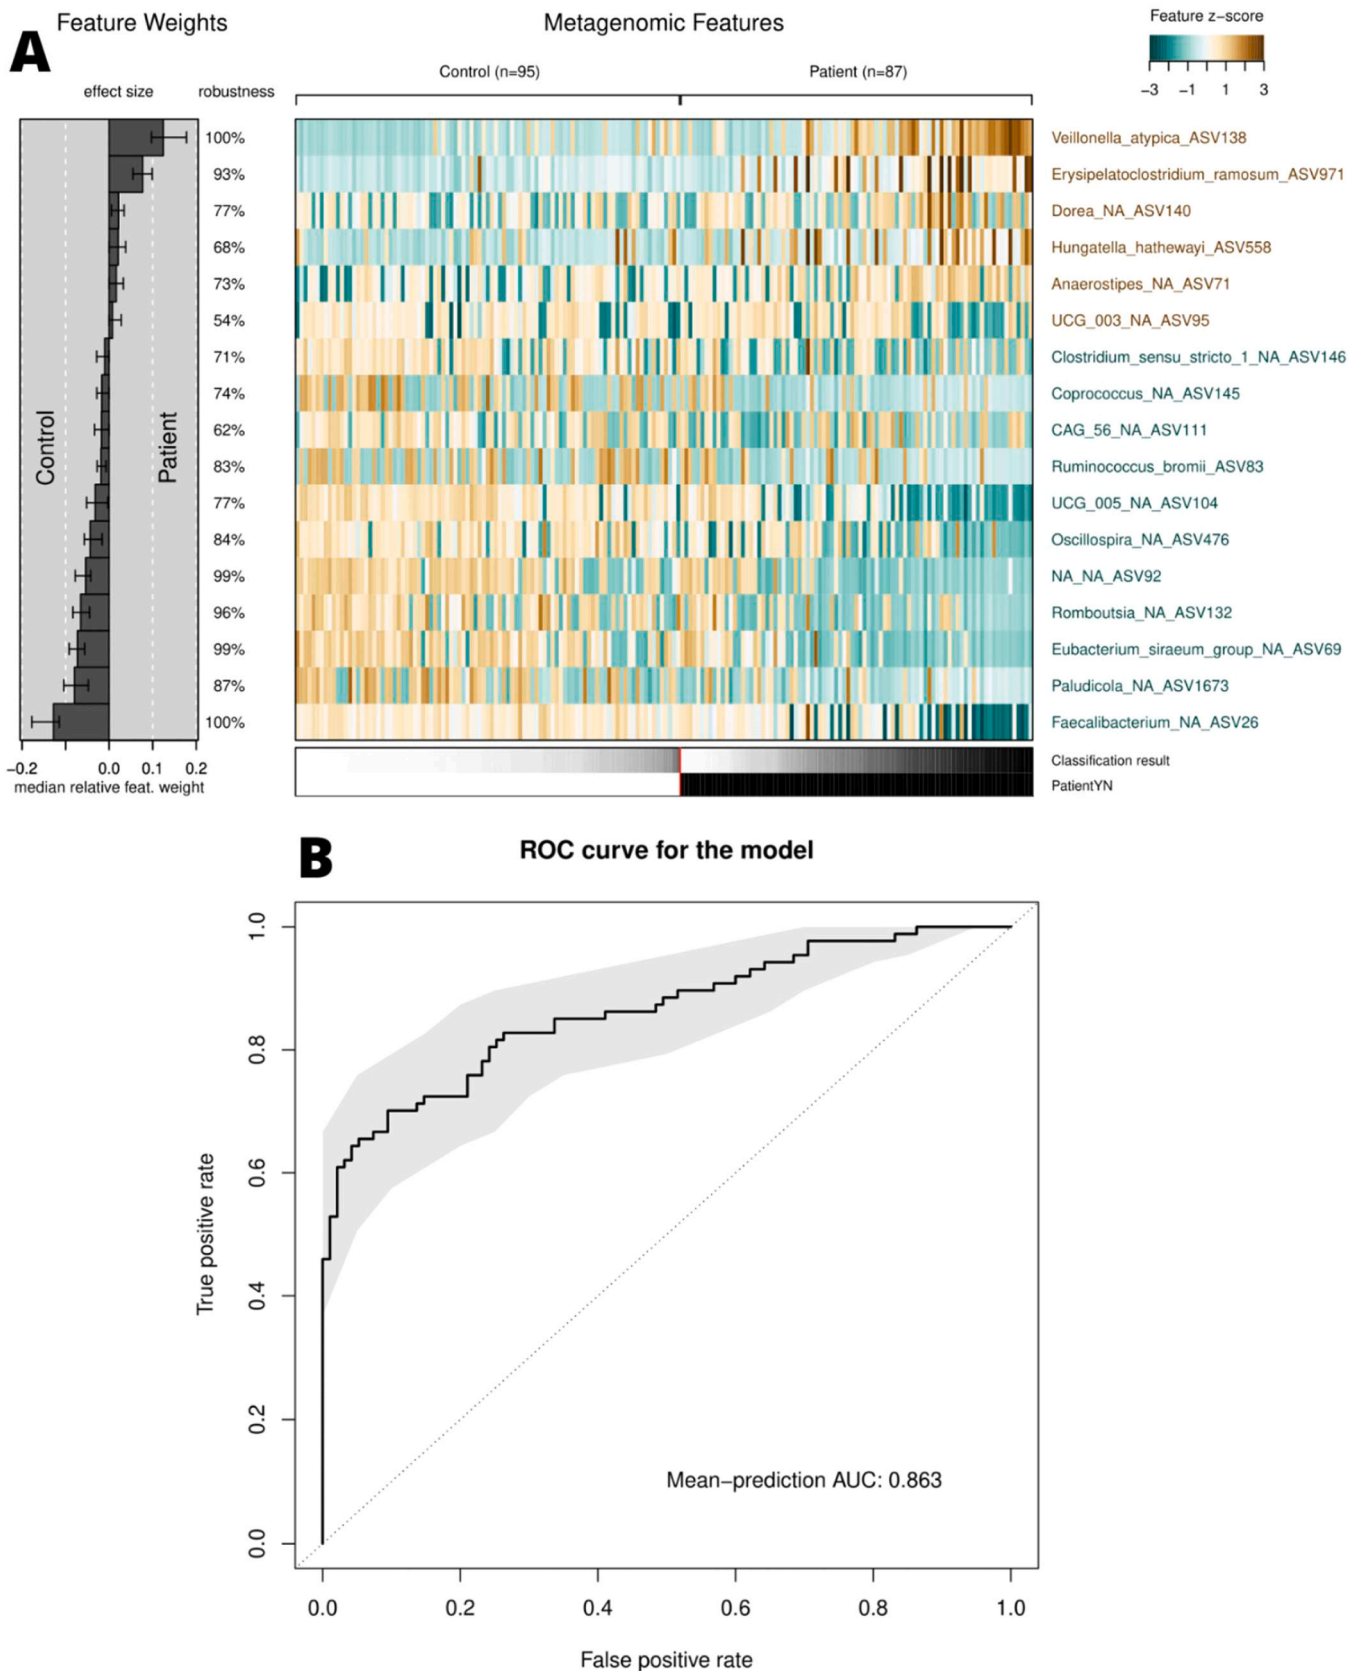 A
Feature Weights
Metagenomic Features
Feature z−score
−3 −1 1 3
effect size
robustness
Control (n=95)
Patient (n=87)
100%
Veillonella_atypica_ASV138
93%
Erysipelatoclostridium_ramosum_ASV971
77%
Dorea_NA_ASV140
68%
Hungatella_hathewayi_ASV558
73%
Anaerostipes_NA_ASV71
54%
UCG_003_NA_ASV95
71%
Clostridium_sensu_stricto_1_NA_ASV146
74%
Coprococcus_NA_ASV145
62%
CAG_56_NA_ASV111
83%
Ruminococcus_bromii_ASV83
77%
UCG_005_NA_ASV104
84%
Oscillospira_NA_ASV476
99%
NA_NA_ASV92
96%
Romboutsia_NA_ASV132
99%
Eubacterium_siraeum_group_NA_ASV69
87%
Paludicola_NA_ASV1673
100%
Faecalibacterium_NA_ASV26
Control
Patient
−0.2 0.0 0.1 0.2
median relative feat. weight
Classification result
PatientYN
B
ROC curve for the model
True positive rate
1.0
0.8
0.6
0.4
0.2
0.0
Mean−prediction AUC: 0.863
0.0 0.2 0.4 0.6 0.8 1.0
False positive rate